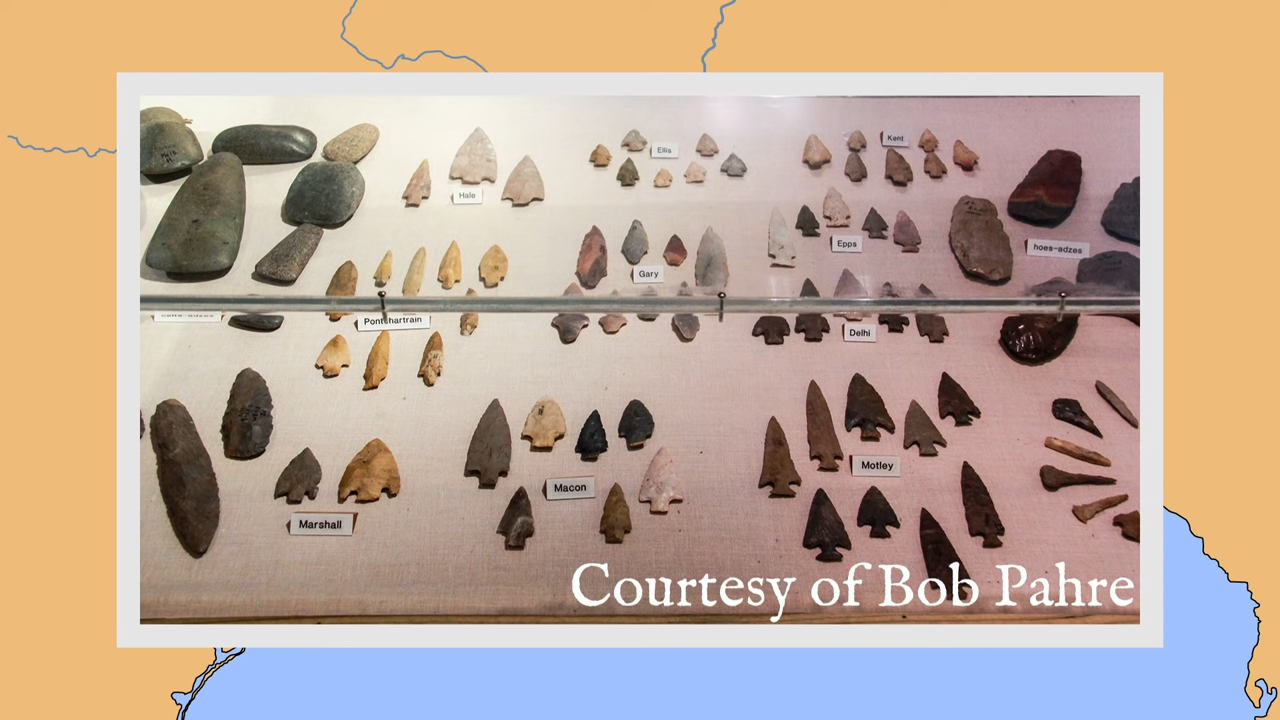 Ellis
Kent
Hale
Epps
hoes-adzes
Gary
Pontchartrain
Delhi
Motley
Macon
Marshall
Courtesy of Bob Pahre